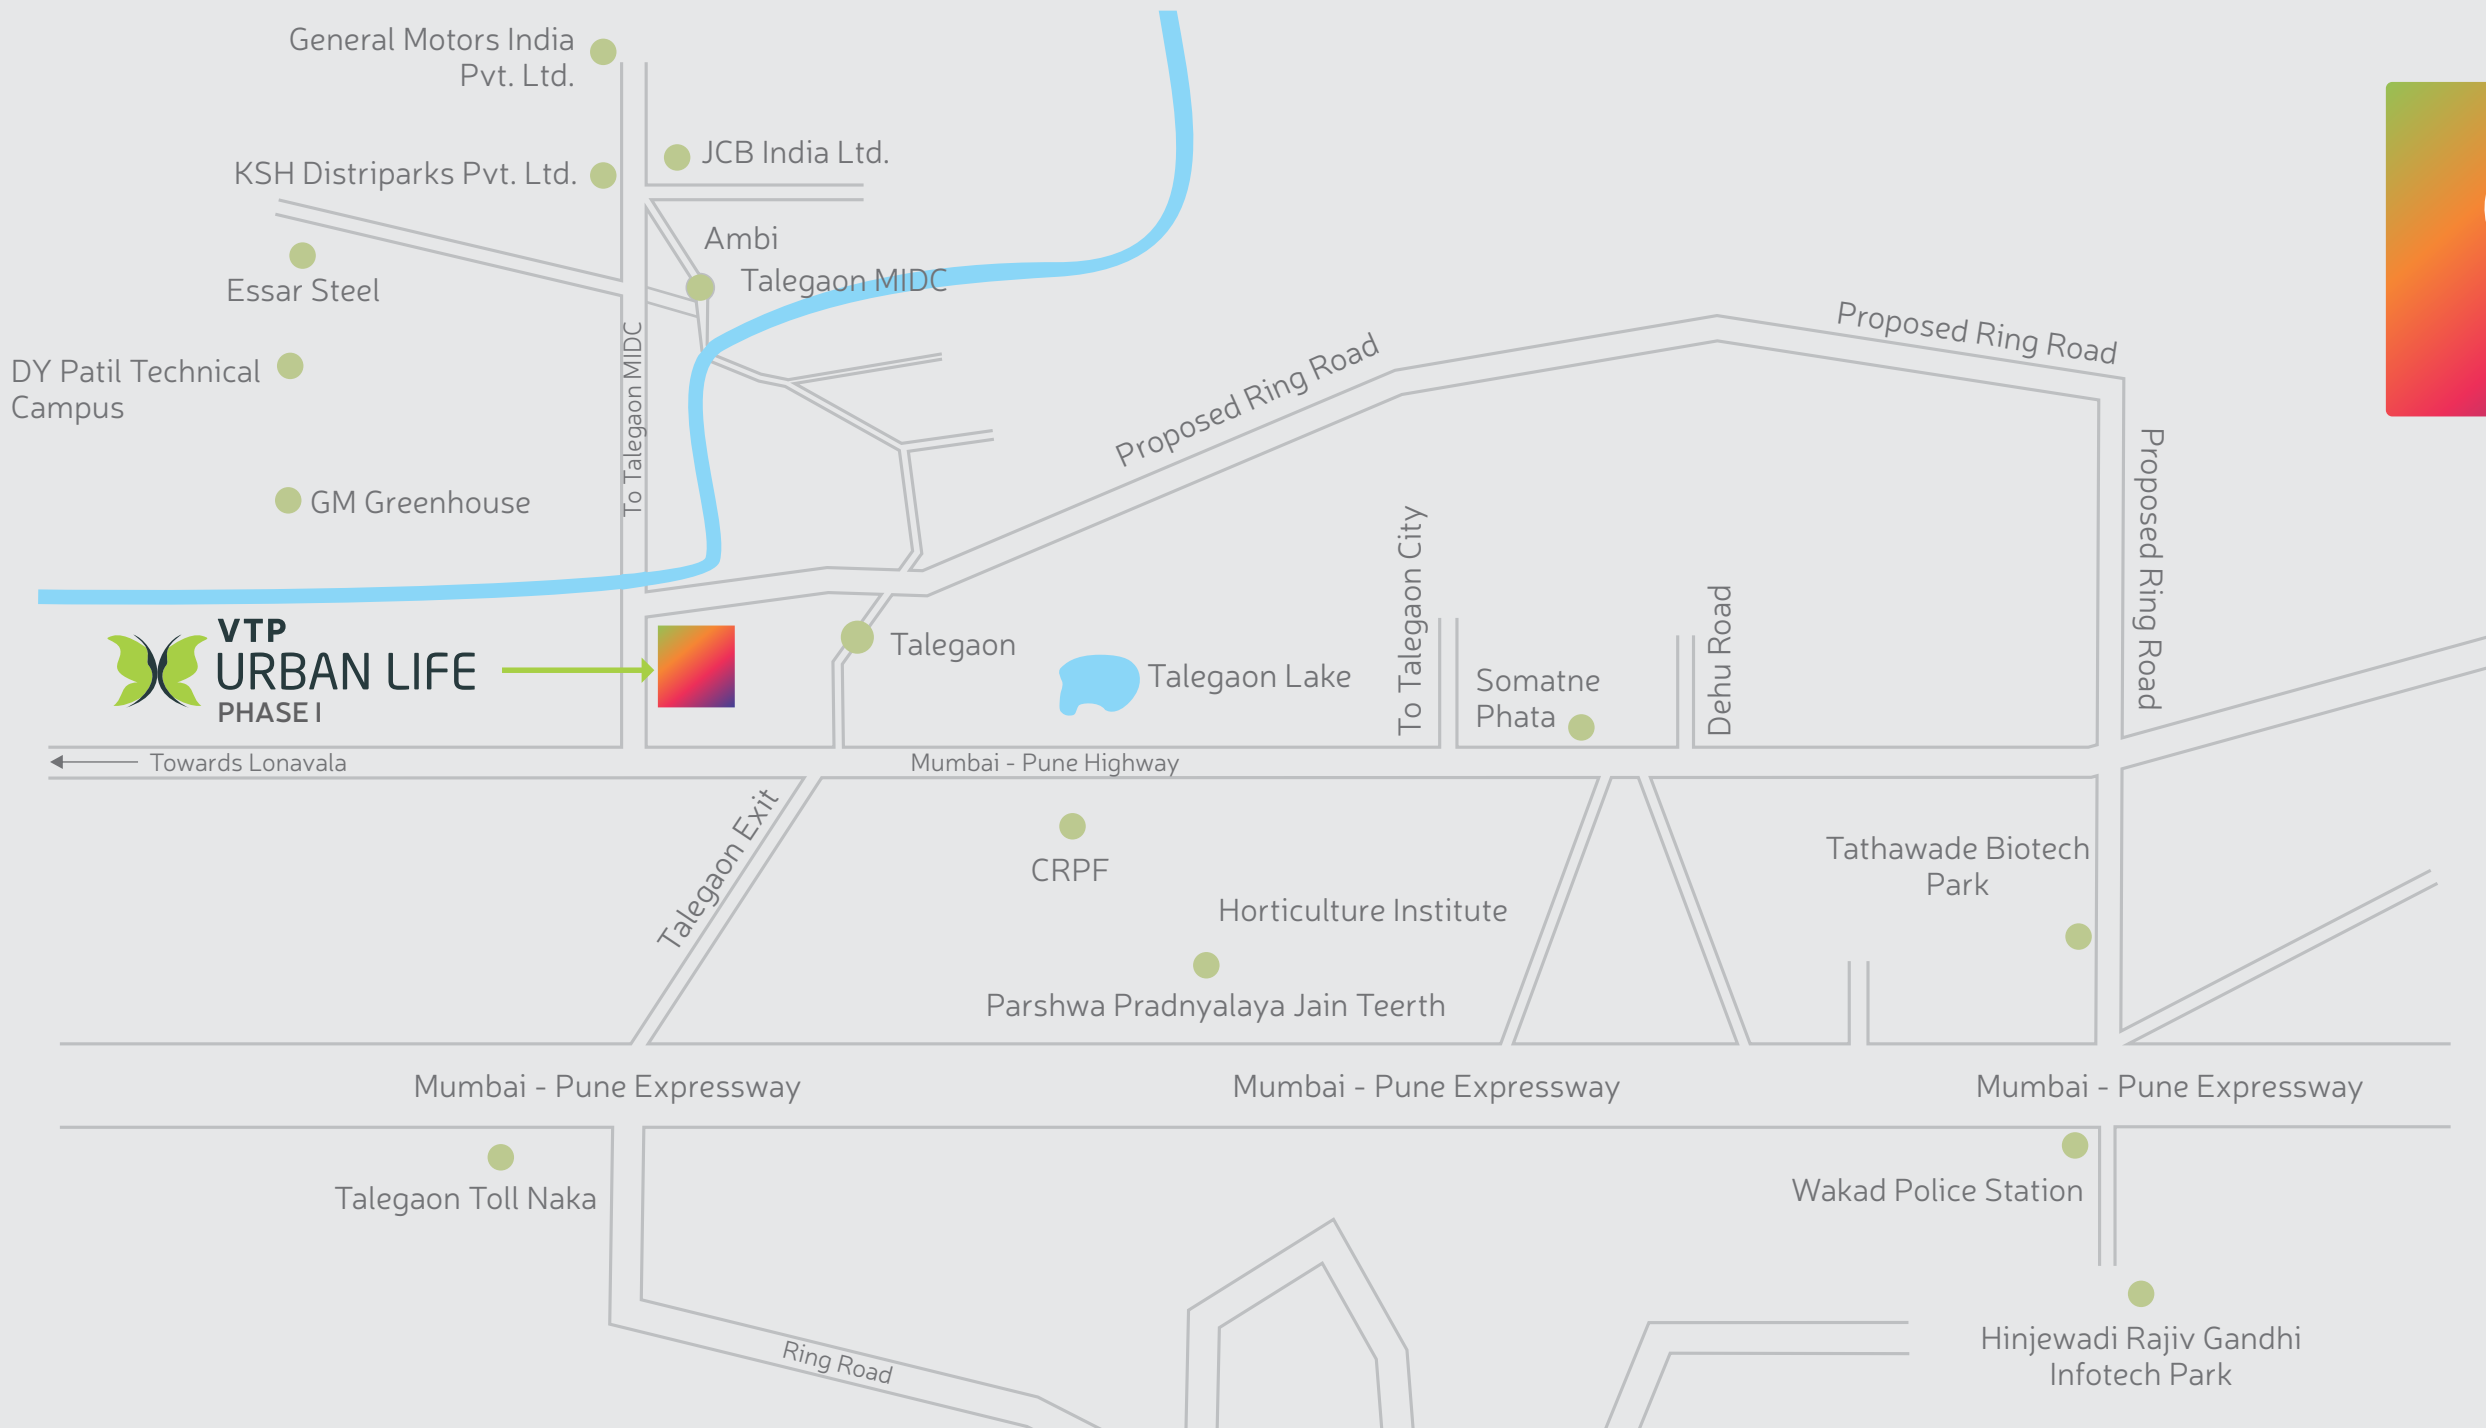 General Motors India
Pvt. Ltd.
JCB India Ltd.
KSH Distriparks Pvt. Ltd.
Ambi
Talegaon MIDC
Essar Steel
To Talegaon MIDC
DY Patil Technical
Campus
GM Greenhouse
Proposed Ring Road
Proposed Ring Road
Proposed Ring Road
VTP
URBAN LIFE
PHASE I
Talegaon
Talegaon Lake
To Talegaon City
Somatne
Phata
Dehu Road
Towards Lonavala
Mumbai - Pune Highway
Talegaon Exit
CRPF
Horticulture Institute
Parshwa Pradnyalaya Jain Teerth
Tathawade Biotech
Park
Mumbai - Pune Expressway
Mumbai - Pune Expressway
Mumbai - Pune Expressway
Talegaon Toll Naka
Wakad Police Station
Ring Road
Hinjewadi Rajiv Gandhi
Infotech Park